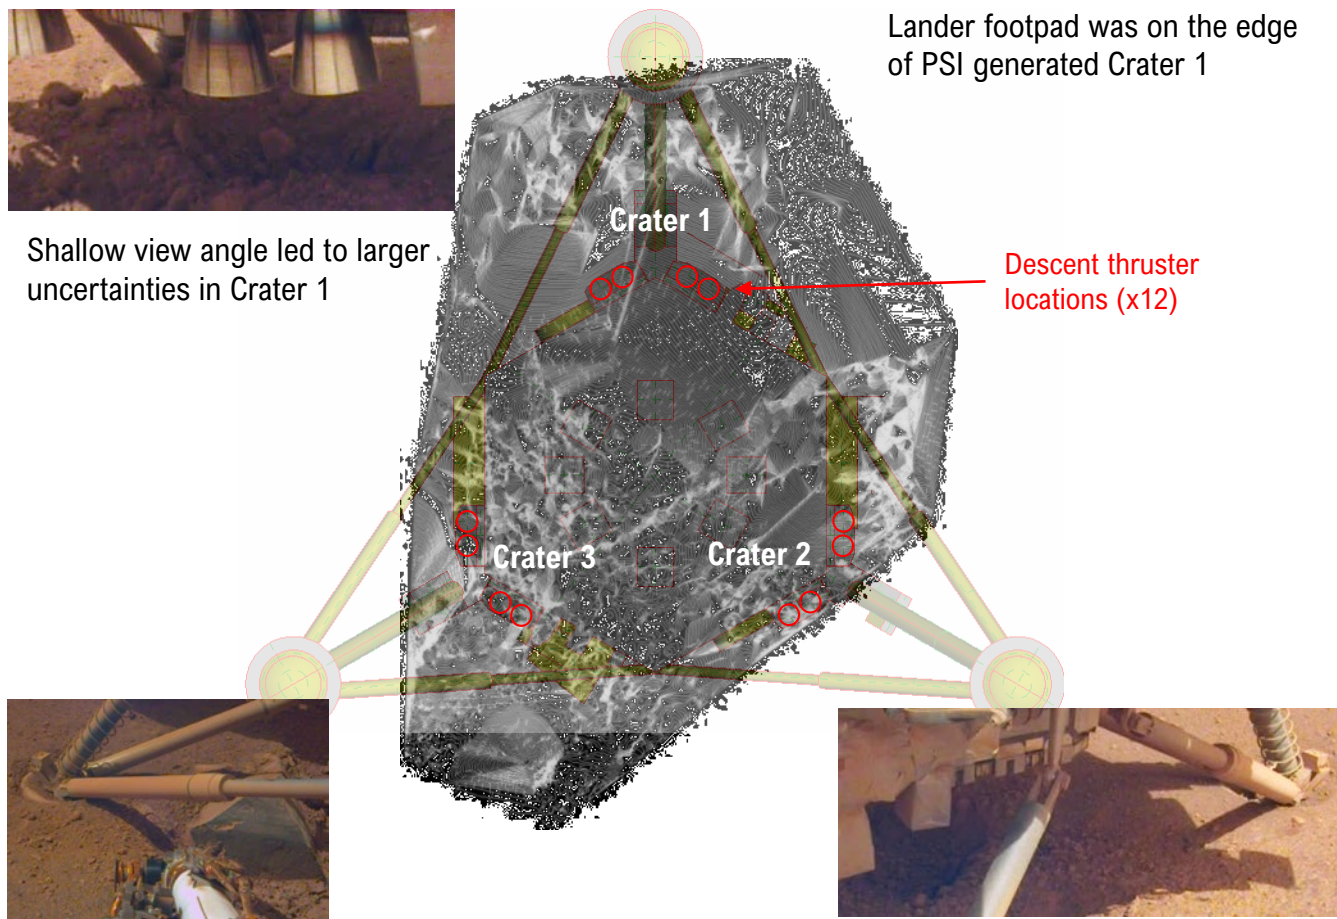 Lander footpad was on the edge
of PSI generated Crater 1
Crater 1
Shallow view angle led to larger
uncertainties in Crater 1
Descent thruster
locations (x12)
Crater 3
Crater 2